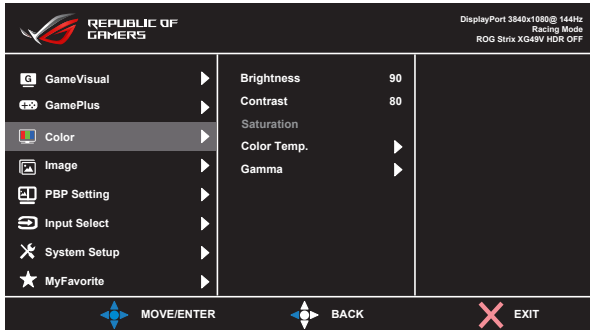 REPUBLIC OF
GAMERS
DisplayPort 3840x1080@ 144Hz
Racing Mode
ROG Strix XG49V HDR OFF
G GameVisual
GamePlus
Color
Image
PBP Setting
Input Select
System Setup
MyFavorite
Brightness 90
Contrast 80
Saturation
Color Temp.
Gamma
MOVE/ENTER
BACK
EXIT